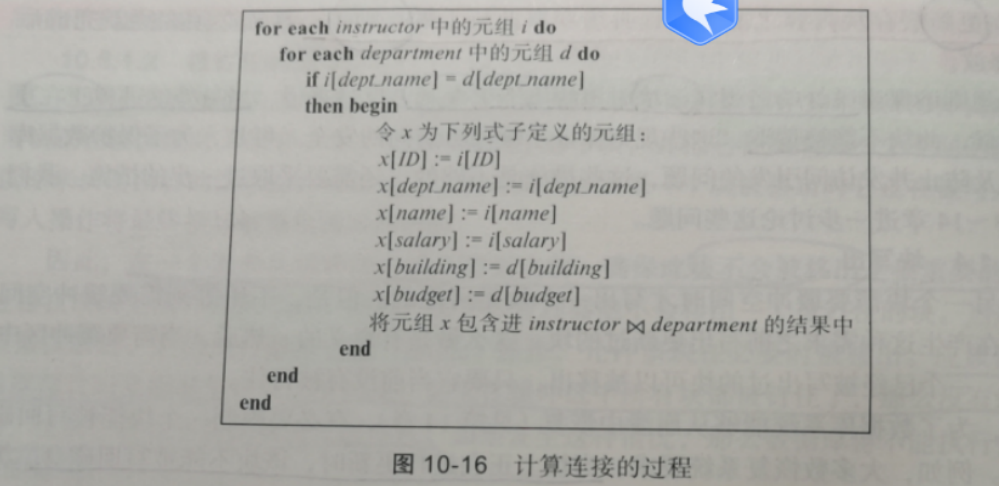 for each instructor 中的元组 i do
for each department 中的元组 d do
if i[dept_name] = d[dept_name]
then begin
令 x 为下列式子定义的元组：
x[ID] := i[ID]
x[dept_name] := i[dept_name]
x[name] := i[name]
x[salary] := i[salary]
x[building] := d[building]
x[budget] := d[budget]
将元组 x 包含进 instructor ⋈ department 的结果中
end
end
end
图 10-16 计算连接的过程